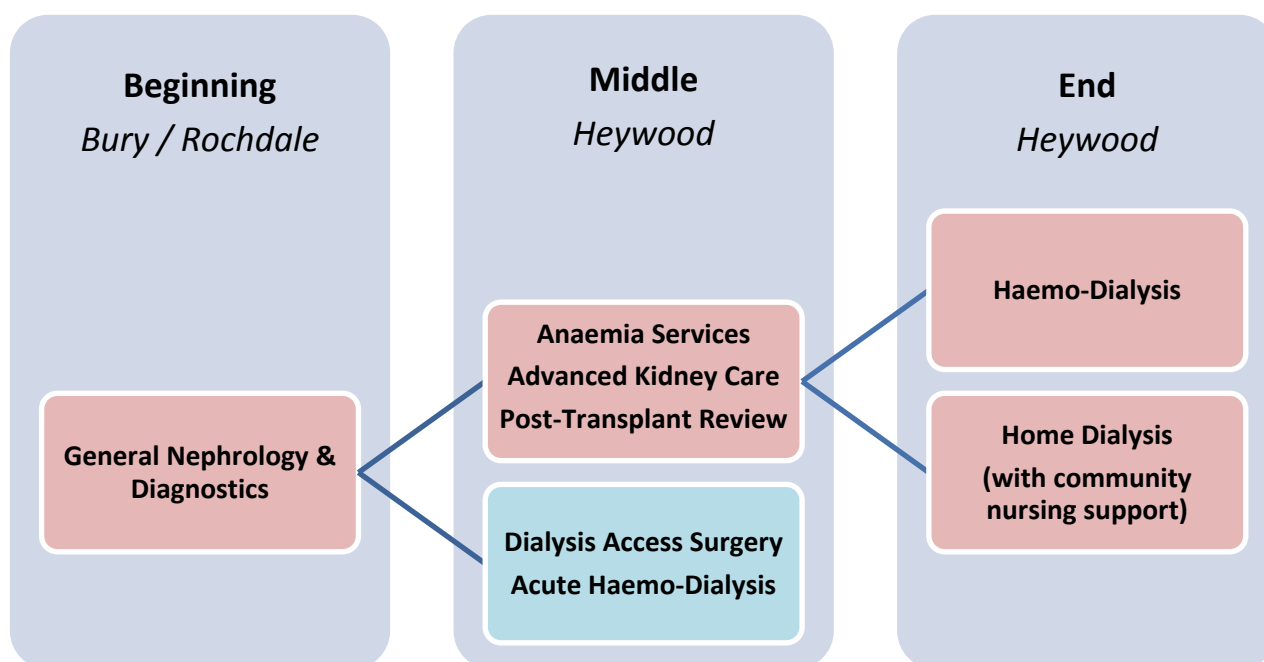 Beginning
Bury / Rochdale
General Nephrology &
Diagnostics
Middle
Heywood
Anaemia Services
Advanced Kidney Care
Post-Transplant Review
Dialysis Access Surgery
Acute Haemo-Dialysis
End
Heywood
Haemo-Dialysis
Home Dialysis
(with community
nursing support)